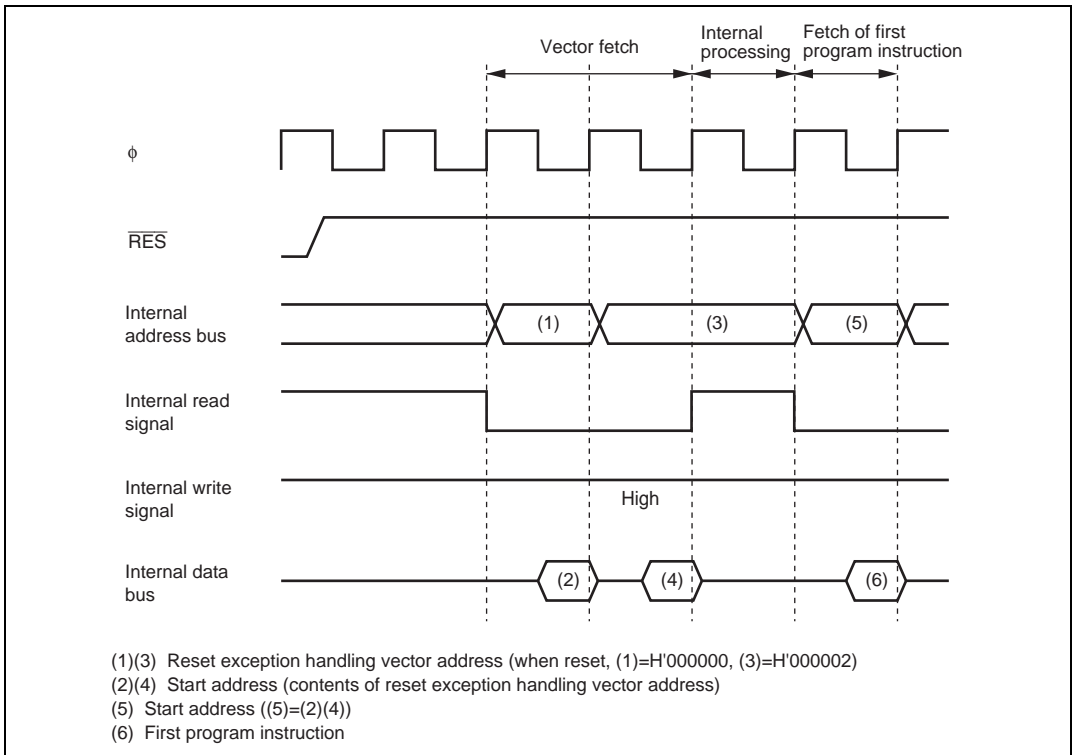 Vector fetch
Internal
processing
Fetch of first
program instruction
ϕ
RES
Internal
address bus
(1)
(3)
(5)
Internal read
signal
Internal write
signal
High
Internal data
bus
(2)
(4)
(6)
(1)(3) Reset exception handling vector address (when reset, (1)=H'000000, (3)=H'000002)
(2)(4) Start address (contents of reset exception handling vector address)
(5) Start address ((5)=(2)(4))
(6) First program instruction